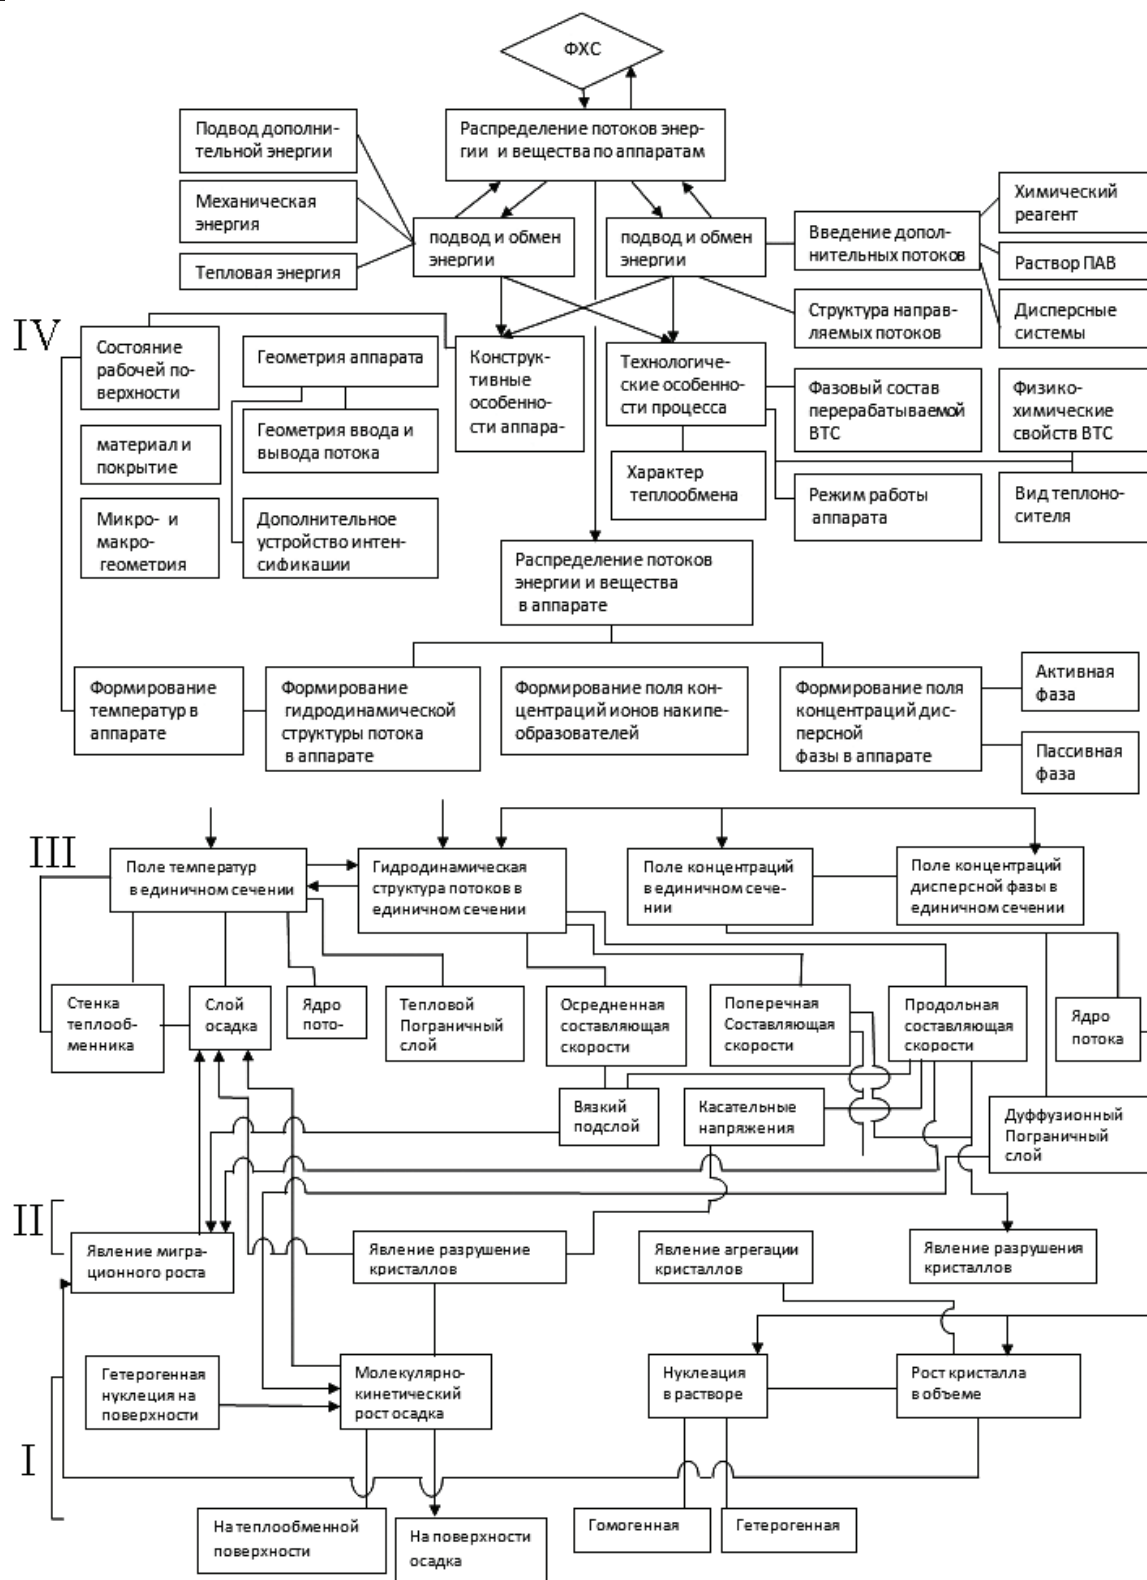 ФХС
Подвод дополни-
тельной энергии
Распределение потоков энер-
гии и вещества по аппаратам
Механическая
энергия
Химический
реагент
подвод и обмен
энергии
подвод и обмен
энергии
Введение допол-
нительных потоков
Тепловая энергия
Раствор ПАВ
IV
Состояние
рабочей по-
верхности
Геометрия аппарата
Конструк-
тивные
особенно-
сти аппара-
Технологиче-
ские особенно-
сти процесса
Структура направ-
ляемых потоков
Дисперсные
системы
Фазовый состав
перерабатываемой
ВТС
Физико-
химические
свойств ВТС
материал и
покрытие
Геометрия ввода и
вывода потока
Характер
теплообмена
Режим работы
аппарата
Вид теплоно-
сителя
Микро- и
макро-
геометрия
Дополнительное
устройство интен-
сификации
Распределение потоков
энергии и вещества
в аппарате
Формирование
температур в
аппарате
Формирование
гидродинамической
структуры потока
в аппарате
Формирование поля кон-
центраций ионов накипе-
образователей
Формирование поля
концентраций дис-
персной
фазы в аппарате
Активная
фаза
Пассивная
фаза
III
Поле температур
в единичном сечении
Гидродинамическая
структура потоков в
единичном сечении
Поле концентраций
в единичном сече-
нии
Поле концентраций
дисперсной фазы в
единичном сечении
Стенка
теплооб-
менника
Слой
осадка
Ядро
пото-
Тепловой
Пограничный
слой
Осредненная
составляющая
скорости
Поперечная
Составляющая
скорости
Продольная
составляющая
скорости
Ядро
потока
Вязкий
подслой
Касательные
напряжения
Дуффузионный
Пограничный
слой
II
Явление мигра-
ционного роста
Явление разрушение
кристаллов
Явление агрегации
кристаллов
Явление разрушения
кристаллов
I
Гетерогенная
нуклеция на
поверхности
Молекулярно-
кинетический
рост осадка
Нуклеация
в растворе
Рост кристалла
в объеме
На теплообменной
поверхности
На поверхности
осадка
Гомогенная
Гетерогенная